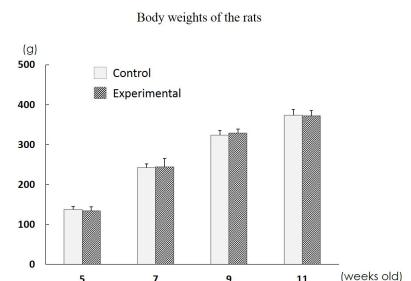 Body weights of the rats
(g)
500
Control
Experimental
400
300
200
100
0
5 7 9 11 (weeks old)